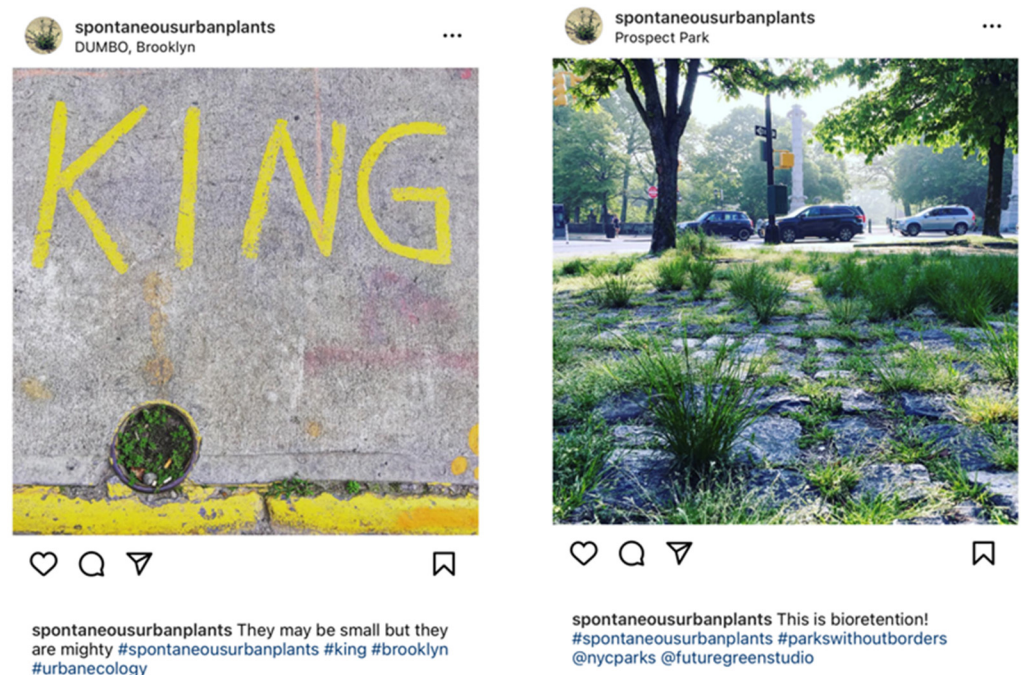 spontaneousurbanplants
DUMBO, Brooklyn
KING
spontaneousurbanplants They may be small but they
are mighty #spontaneousurbanplants #king #brooklyn
#urbanecology
spontaneousurbanplants
Prospect Park
spontaneousurbanplants This is bioretention!
#spontaneousurbanplants #parkswithoutborders
@nycparks @futuregreenstudio